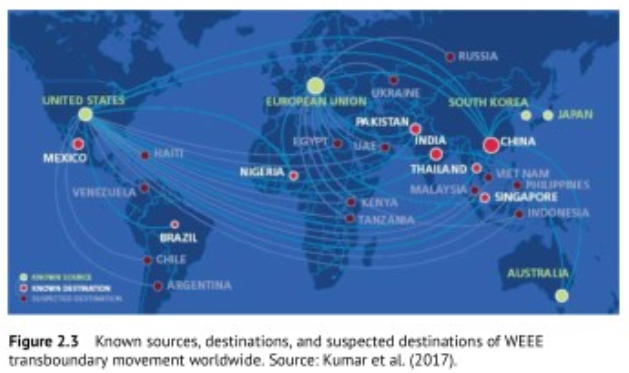 RUSSIA
UKRAINE
UNITED STATES
EUROPEAN UNION
SOUTH KOREA
JAPAN
PAKISTAN
EGYPT
UAE
INDIA
CHINA
MEXICO
HAITI
NIGERIA
THAILAND
VIET NAM
VENEZUELA
MALAYSIA
PHILIPPINES
SINGAPORE
KENYA
TANZANIA
INDONESIA
BRAZIL
CHILE
ARGENTINA
AUSTRALIA
KNOWN SOURCE
KNOWN DESTINATION
SUSPECTED DESTINATION
Figure 2.3 Known sources, destinations, and suspected destinations of WEEE
transboundary movement worldwide. Source: Kumar et al. (2017).